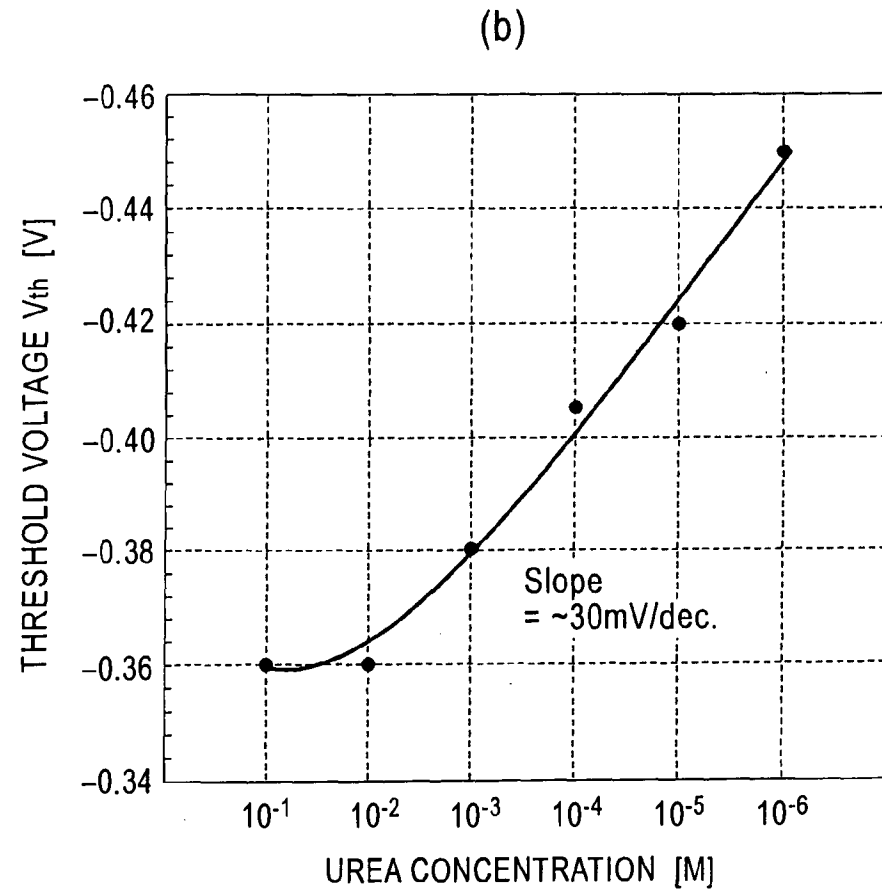 (b)
−0.46
−0.44
−0.42
−0.40
−0.38
−0.36
−0.34
THRESHOLD VOLTAGE Vth [V]
Slope
= ~30mV/dec.
10-1 10-2 10-3 10-4 10-5 10-6
UREA CONCENTRATION [M]